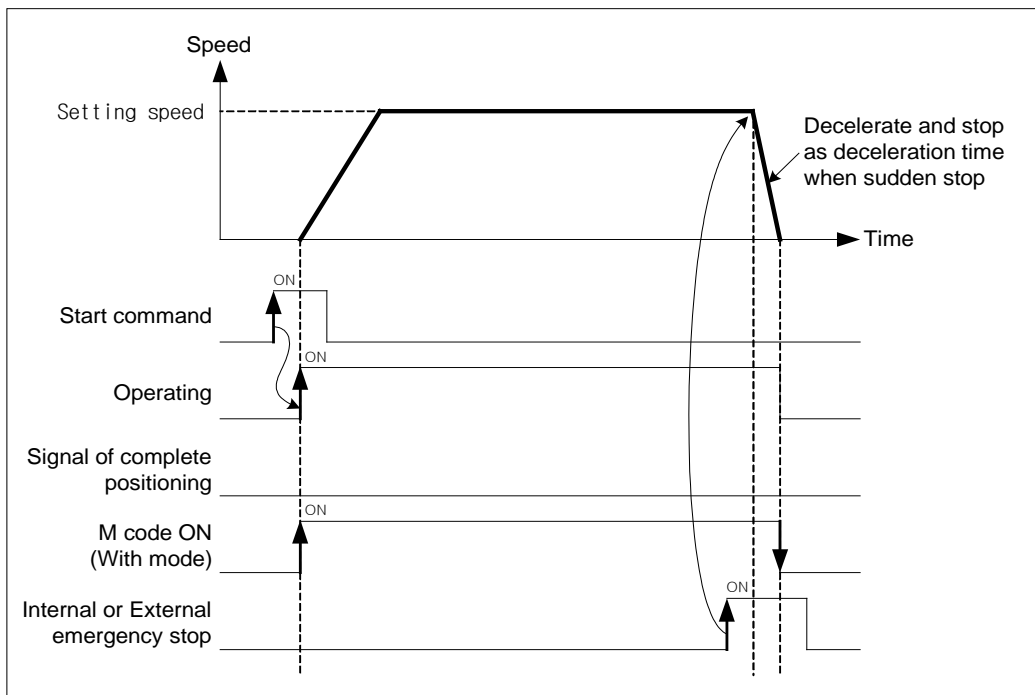 Speed
Setting speed
Decelerate and stop
as deceleration time
when sudden stop
Time
ON
Start command
ON
Operating
Signal of complete
positioning
ON
M code ON
(With mode)
ON
Internal or External
emergency stop